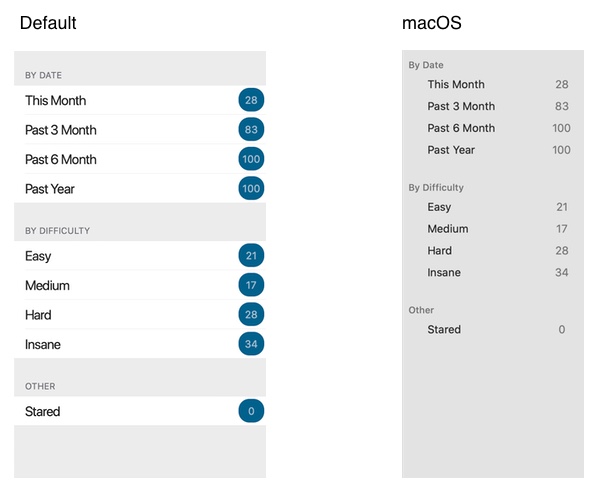 Default
BY DATE
This Month 28
Past 3 Month 83
Past 6 Month 100
Past Year 100
BY DIFFICULTY
Easy 21
Medium 17
Hard 28
Insane 34
OTHER
Stared 0
macOS
By Date
This Month 28
Past 3 Month 83
Past 6 Month 100
Past Year 100
By Difficulty
Easy 21
Medium 17
Hard 28
Insane 34
Other
Stared 0